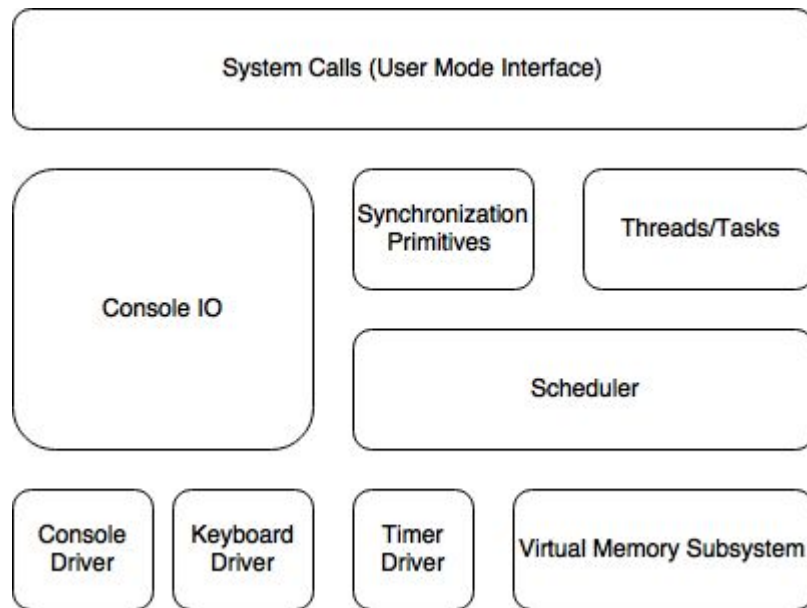 System Calls (User Mode Interface)
Synchronization
Primitives
Threads/Tasks
Console IO
Scheduler
Console
Driver
Keyboard
Driver
Timer
Driver
Virtual Memory Subsystem